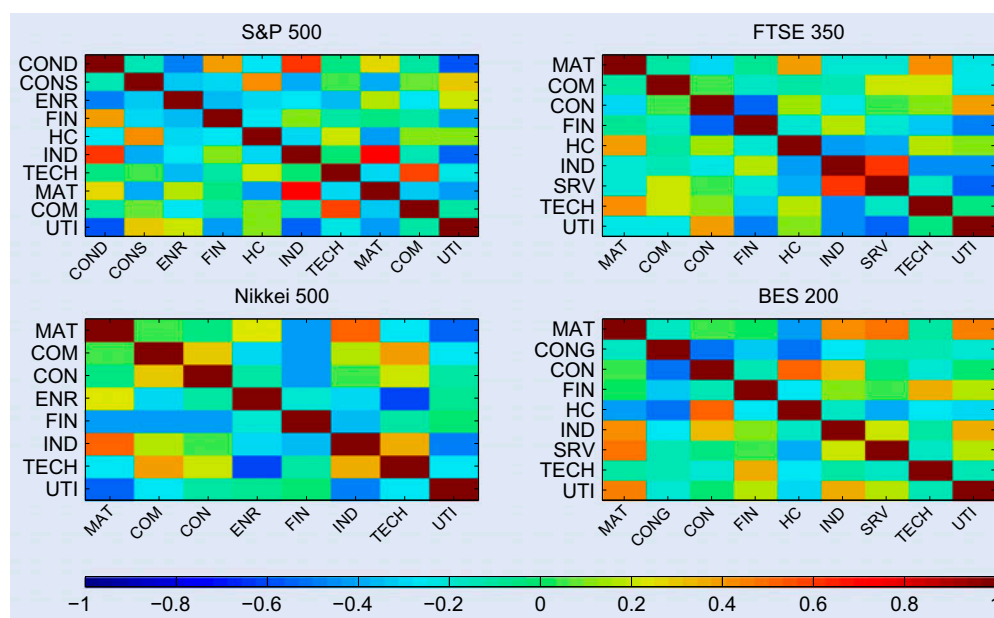 S&P 500
COND
CONS
ENR
FIN
HC
IND
TECH
MAT
COM
UTI
COND CONS ENR FIN HC IND TECH MAT COM UTI
FTSE 350
MAT
COM
CON
FIN
HC
IND
SRV
TECH
UTI
MAT COM CON FIN HC IND SRV TECH UTI
Nikkei 500
MAT
COM
CON
ENR
FIN
IND
TECH
UTI
MAT COM CON ENR FIN IND TECH UTI
BES 200
MAT
CONG
CON
FIN
HC
IND
SRV
TECH
UTI
MAT CONG CON FIN HC IND SRV TECH UTI
−1 −0.8 −0.6 −0.4 −0.2 0 0.2 0.4 0.6 0.8 1